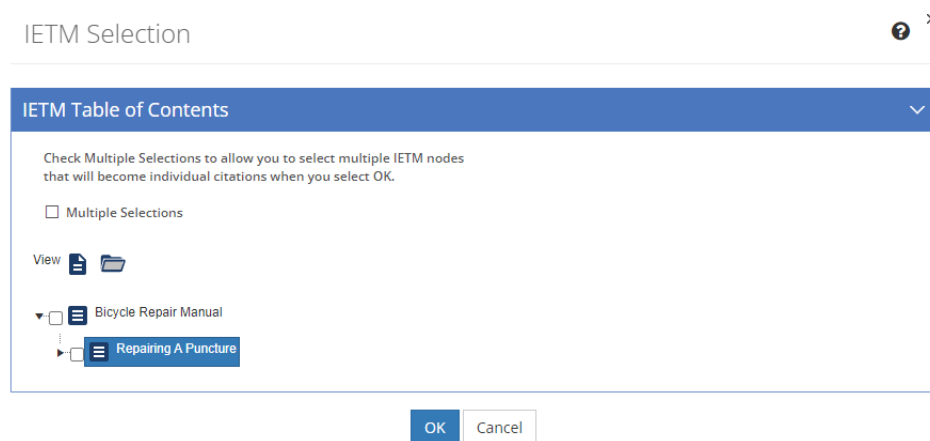 IETM Selection
IETM Table of Contents
Check Multiple Selections to allow you to select multiple IETM nodes
that will become individual citations when you select OK.
Multiple Selections
View
Bicycle Repair Manual
Repairing A Puncture
OK Cancel